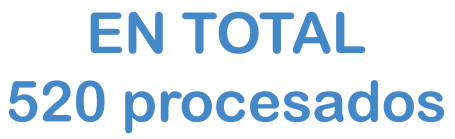 EN TOTAL
520 procesados